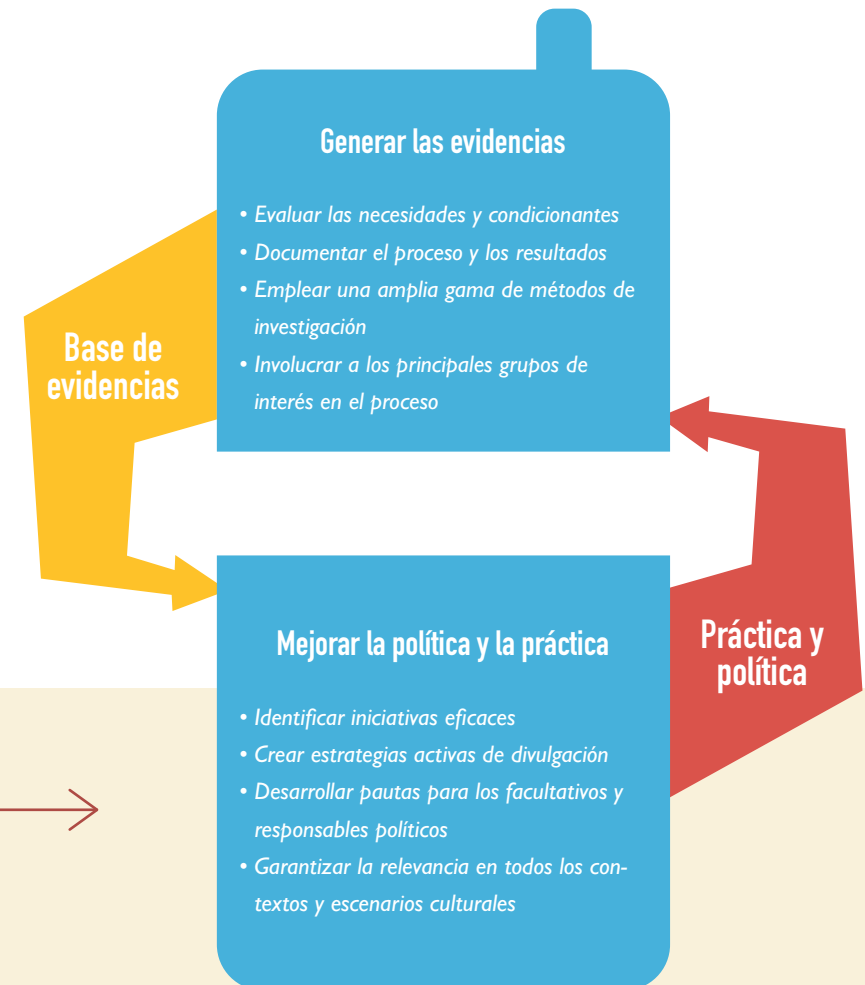 Generar las evidencias
• Evaluar las necesidades y condicionantes
• Documentar el proceso y los resultados
• Emplear una amplia gama de métodos de
investigación
• Involucrar a los principales grupos de
interés en el proceso
Base de
evidencias
Mejorar la política y la práctica
• Identificar iniciativas eficaces
• Crear estrategias activas de divulgación
• Desarrollar pautas para los facultativos y
responsables políticos
• Garantizar la relevancia en todos los con-
textos y escenarios culturales
Práctica y
política